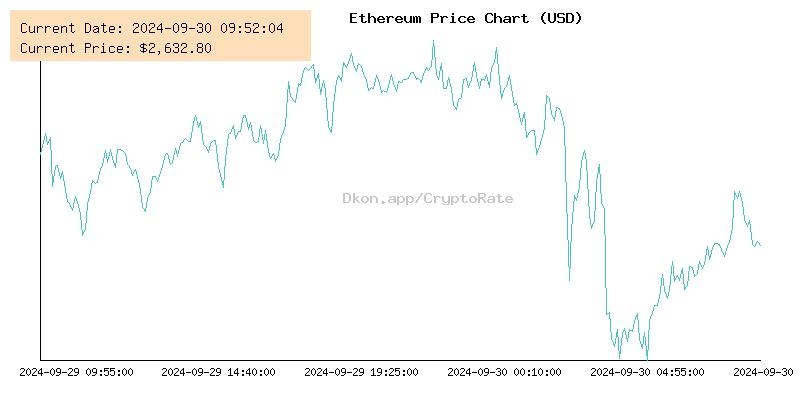 Ethereum Price Chart (USD)
Current Date: 2024-09-30 09:52:04
Current Price: $2,632.80
Dkon.app/CryptoRate
2024-09-29 09:55:00
2024-09-29 14:40:00
2024-09-29 19:25:00
2024-09-30 00:10:00
2024-09-30 04:55:00
2024-09-30